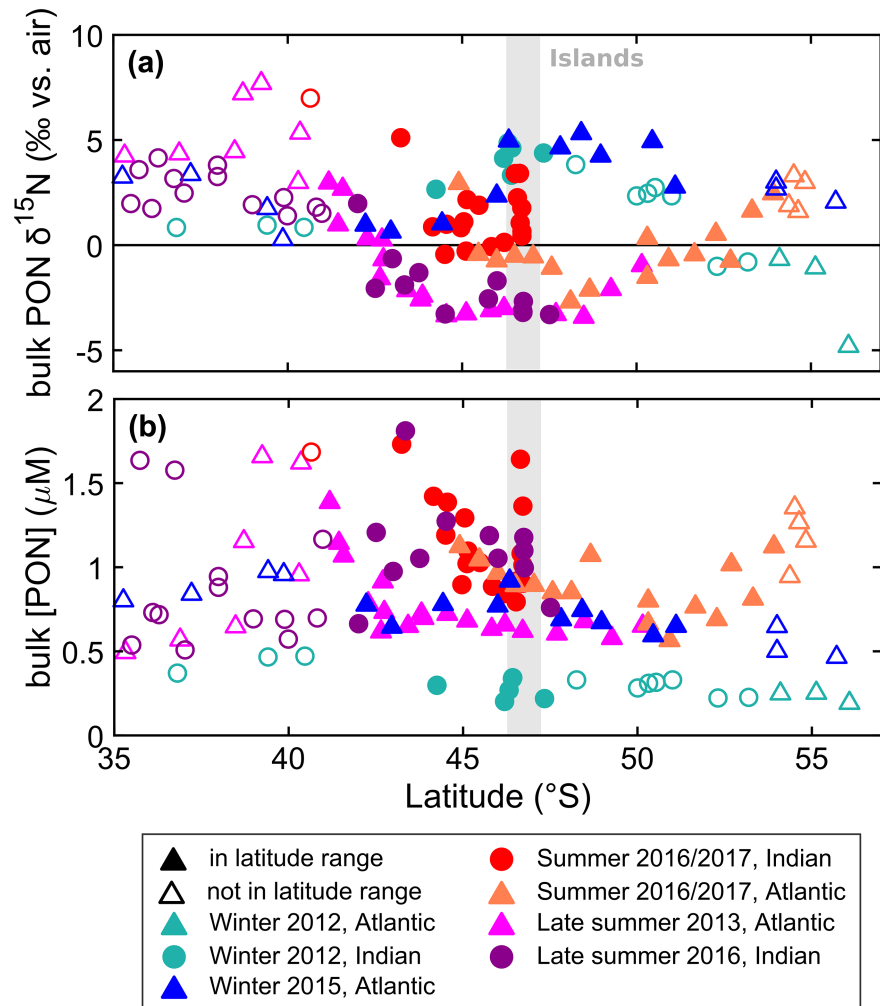 10
(a)
Islands
5
0
-5
bulk PON δ¹⁵N (‰ vs. air)
2
(b)
1.5
1
0.5
0
bulk [PON] (μM)
35
40
45
50
55
Latitude (°S)
in latitude range
not in latitude range
Winter 2012, Atlantic
Winter 2012, Indian
Winter 2015, Atlantic
Summer 2016/2017, Indian
Summer 2016/2017, Atlantic
Late summer 2013, Atlantic
Late summer 2016, Indian